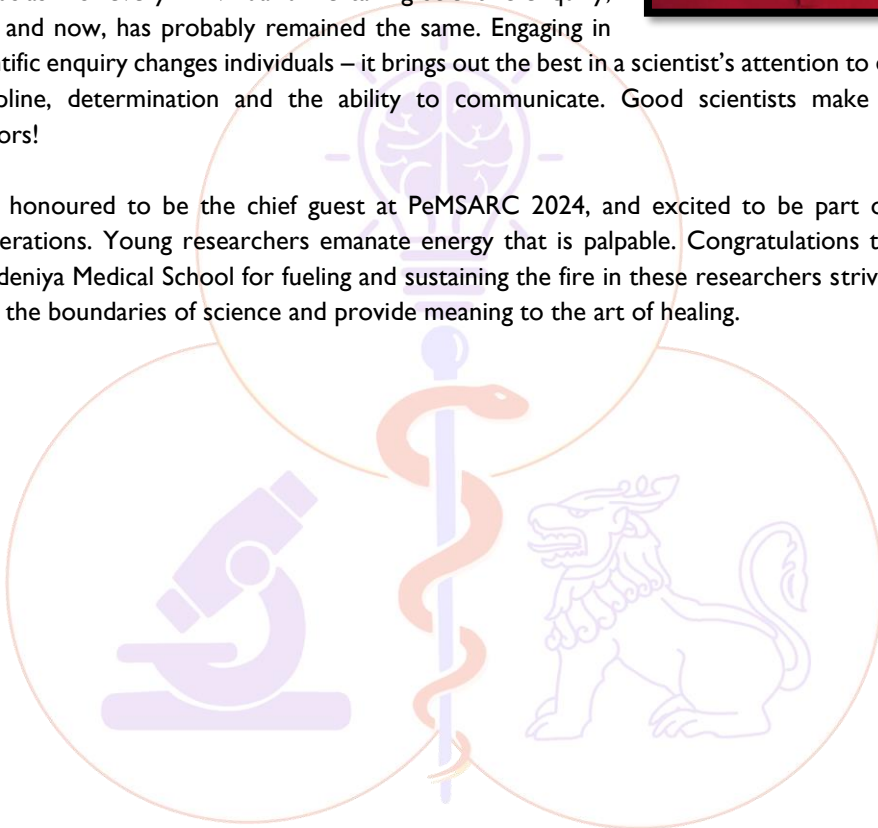 and now, has probably remained the same. Engaging in
ntific enquiry changes individuals – it brings out the best in a scientist's attention to
pline, determination and the ability to communicate. Good scientists make
ors!
honoured to be the chief guest at PeMSARC 2024, and excited to be part
erations. Young researchers emanate energy that is palpable. Congratulations
deniya Medical School for fueling and sustaining the fire in these researchers striv
the boundaries of science and provide meaning to the art of healing.